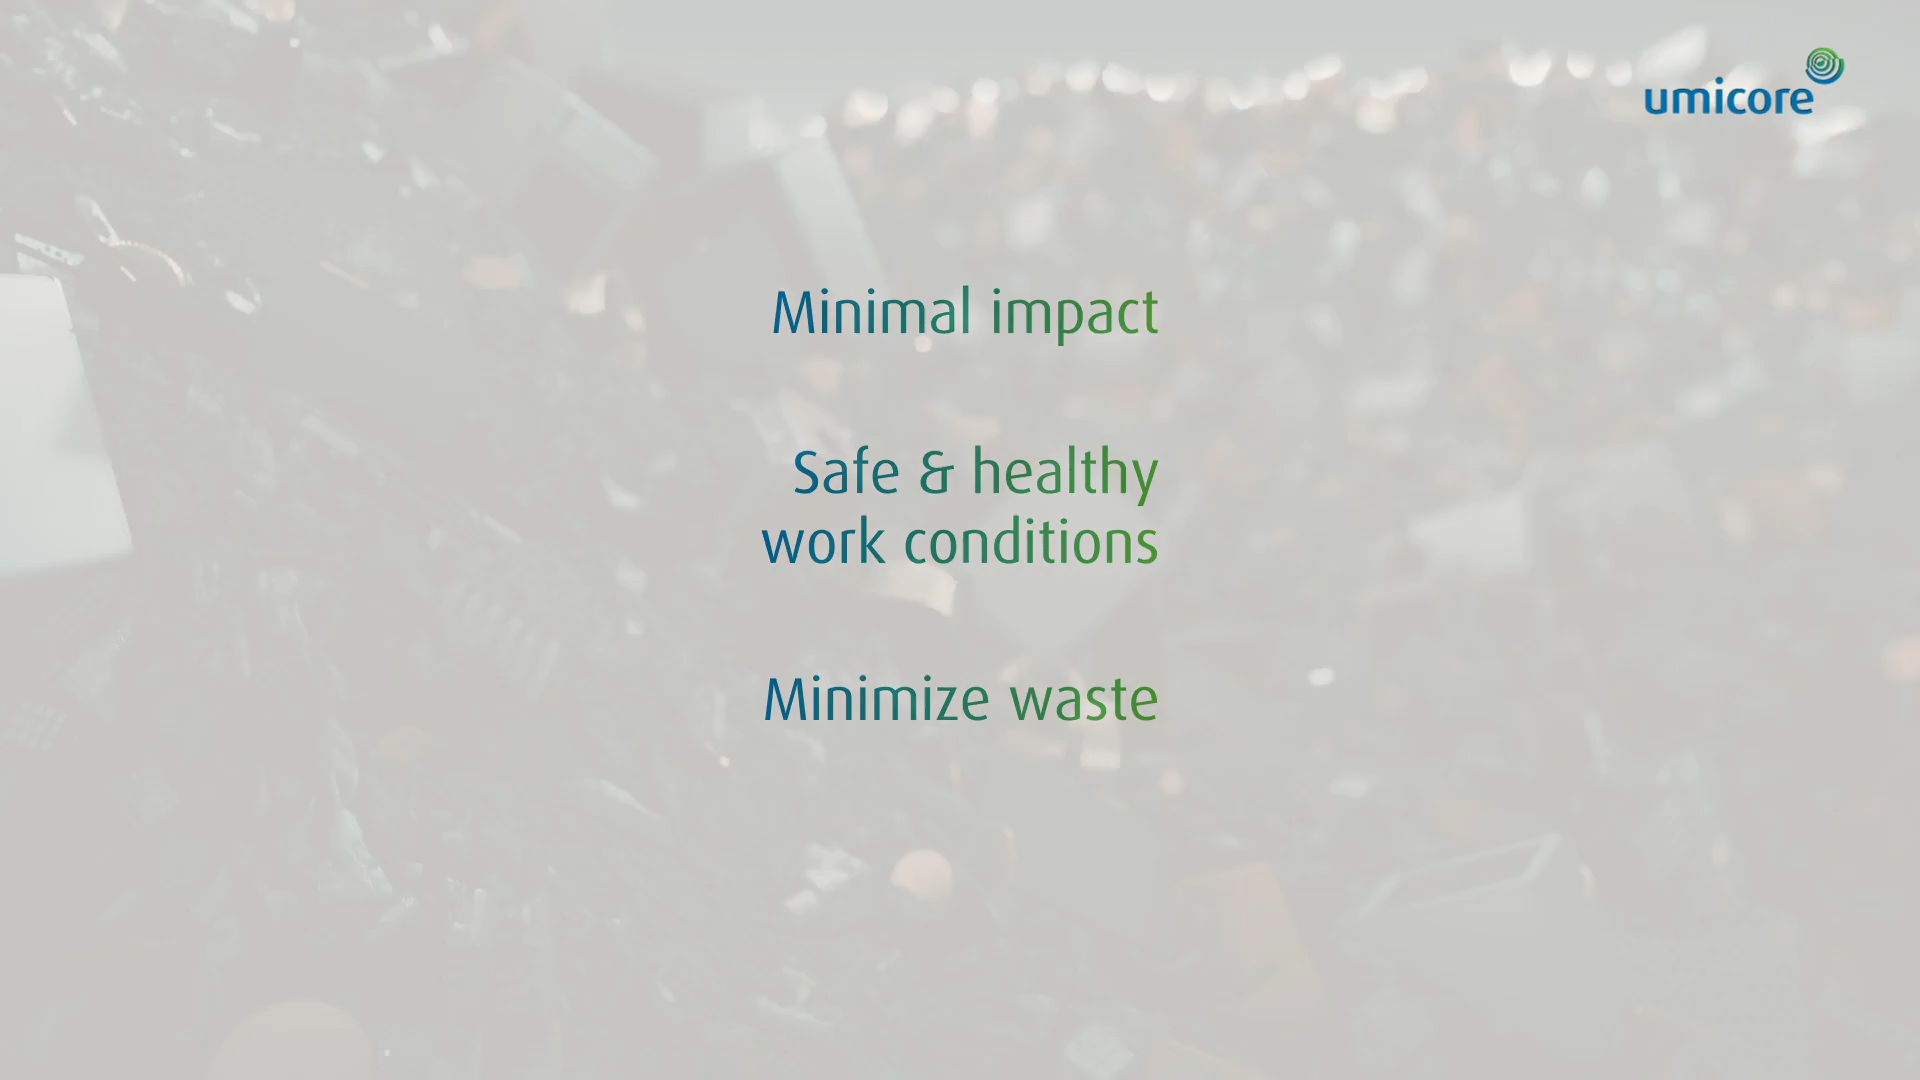 umicore
Minimal impact
Safe & healthy
work conditions
Minimize waste